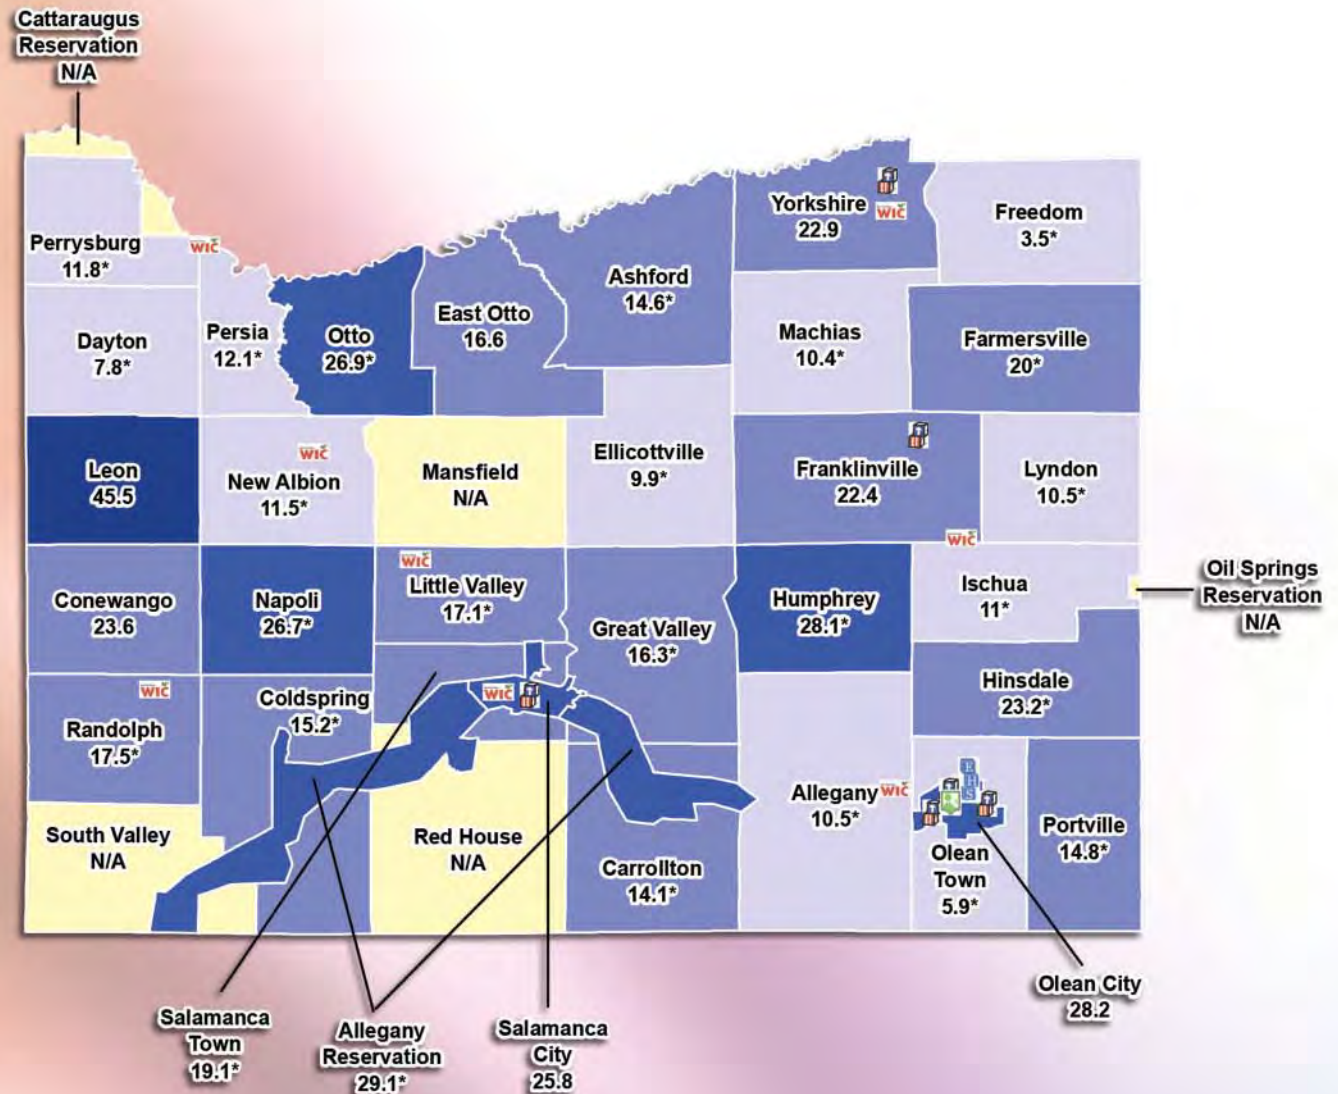 Cattaraugus
Reservation
N/A
Yorkshire
22.9
WIC
Freedom
3.5*
Perrysburg
11.8*
WIC
Ashford
14.6*
East Otto
16.6
Dayton
7.8*
Persia
12.1*
Otto
26.9*
Machias
10.4*
Farmersville
20*
Leon
45.5
WIC
New Albion
11.5*
Mansfield
N/A
Ellicottville
9.9*
Franklinville
22.4
Lyndon
10.5*
WIC
Conewango
23.6
Napoli
26.7*
WIC
Little Valley
17.1*
Great Valley
16.3*
Humphrey
28.1*
Ischua
11*
Oil Springs
Reservation
N/A
WIC
Randolph
17.5*
Coldspring
15.2*
WIC
Hinsdale
23.2*
South Valley
N/A
Red House
N/A
Carrollton
14.1*
Allegany
10.5*
WIC
E
H
S
Olean
Town
5.9*
Portville
14.8*
Salamanca
Town
19.1*
Allegany
Reservation
29.1*
Salamanca
City
25.8
Olean City
28.2